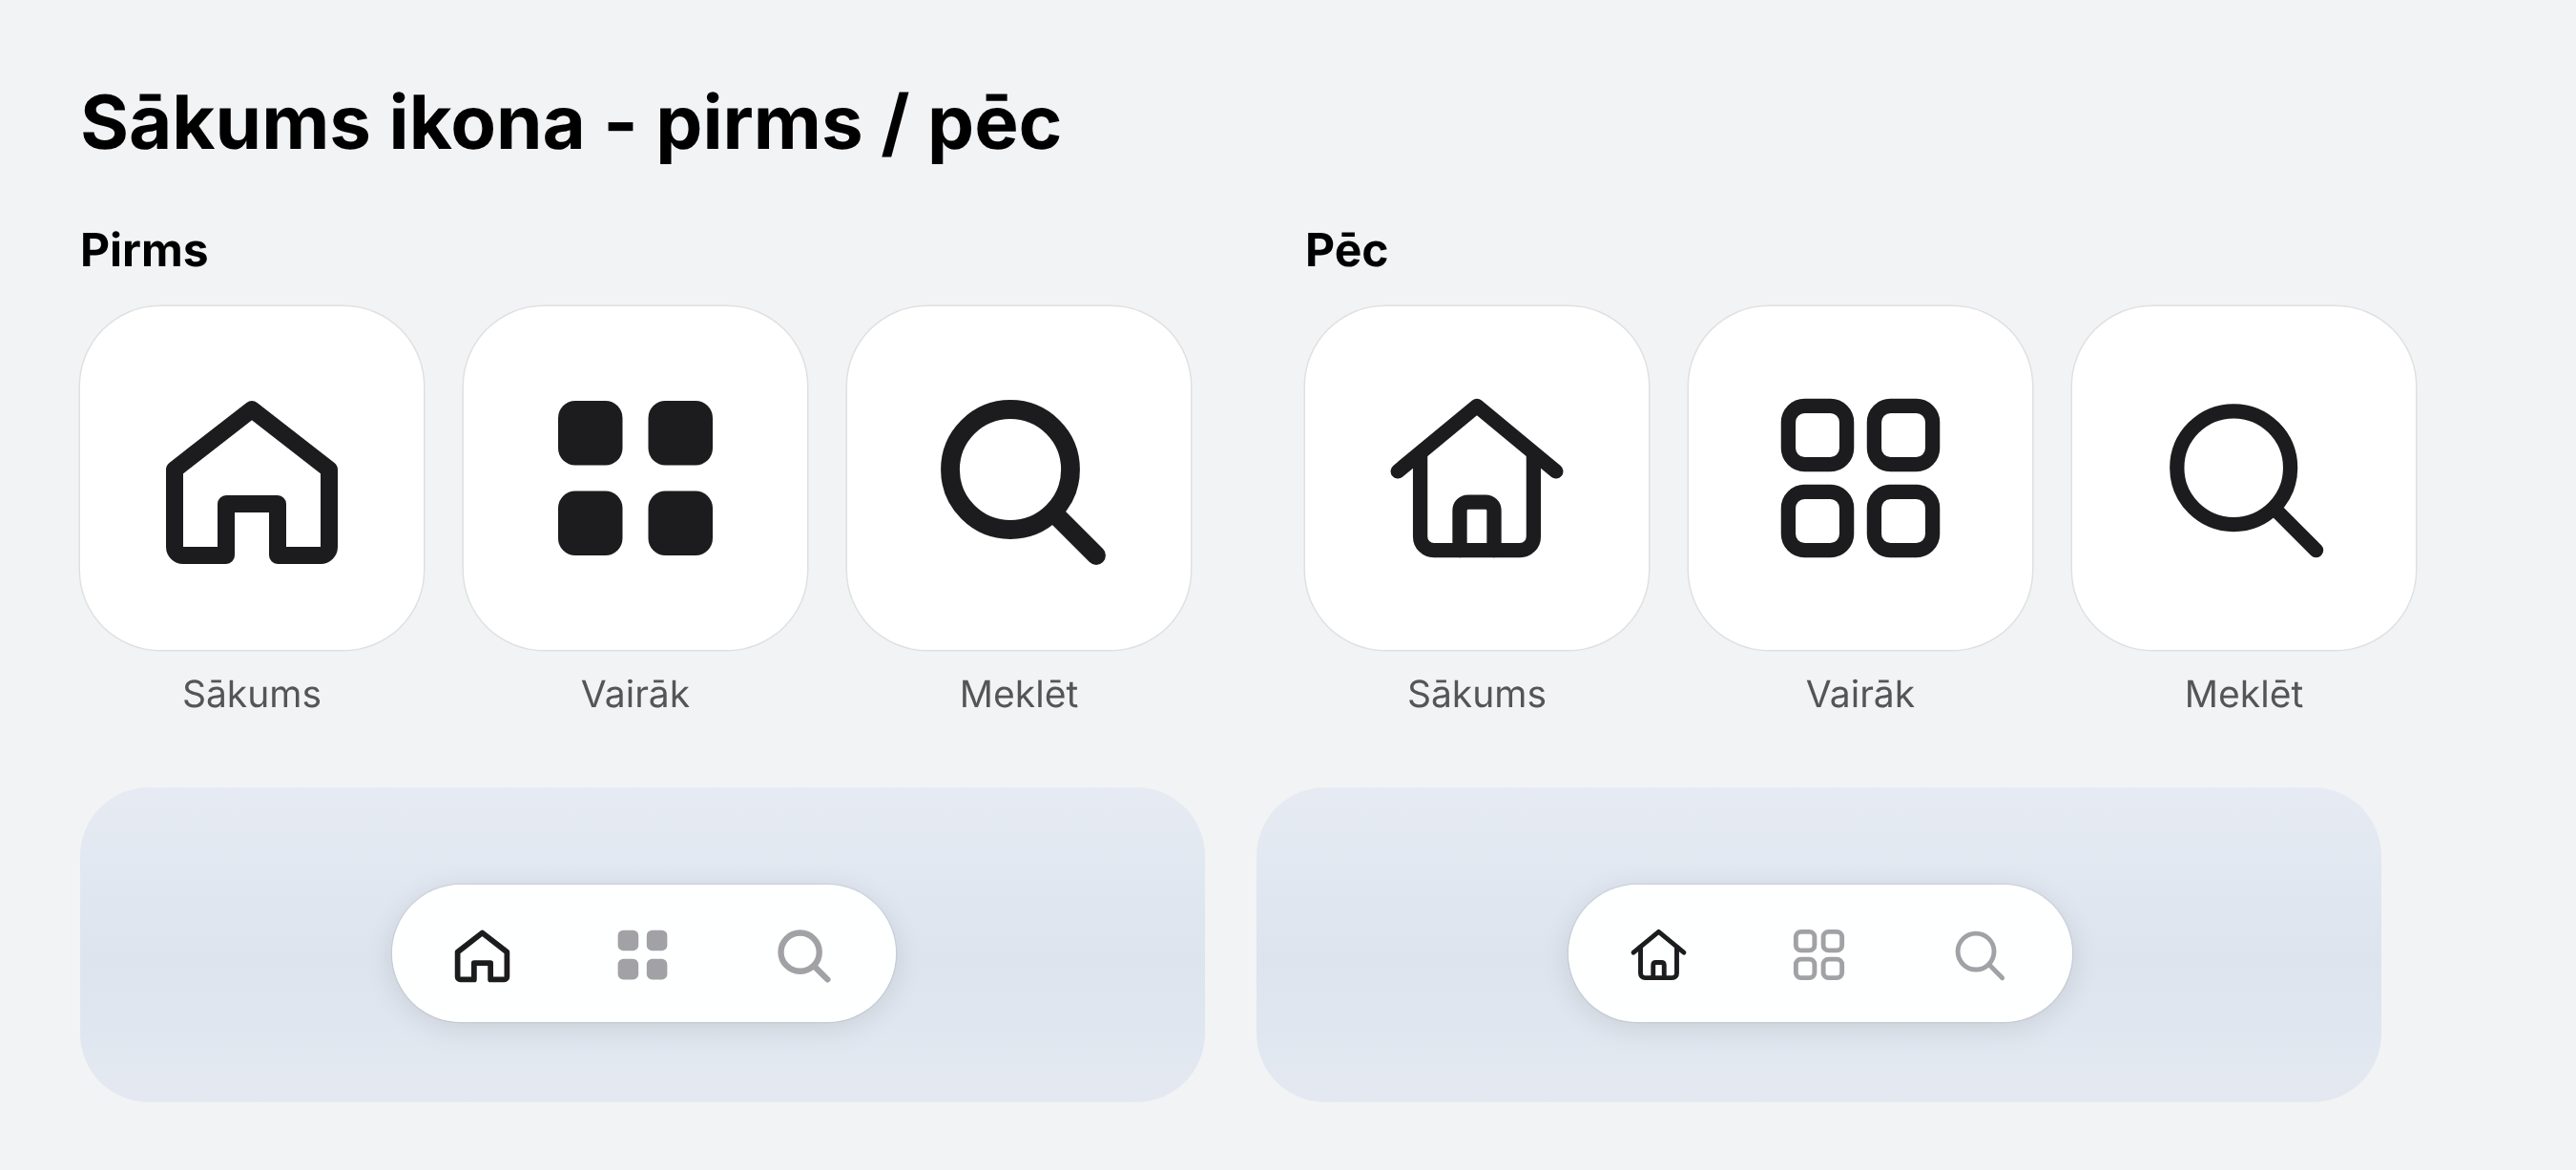 Sākums ikona - pirms / pēc
Pirms
Pēc
Sākums
Vairāk
Meklēt
Sākums
Vairāk
Meklēt